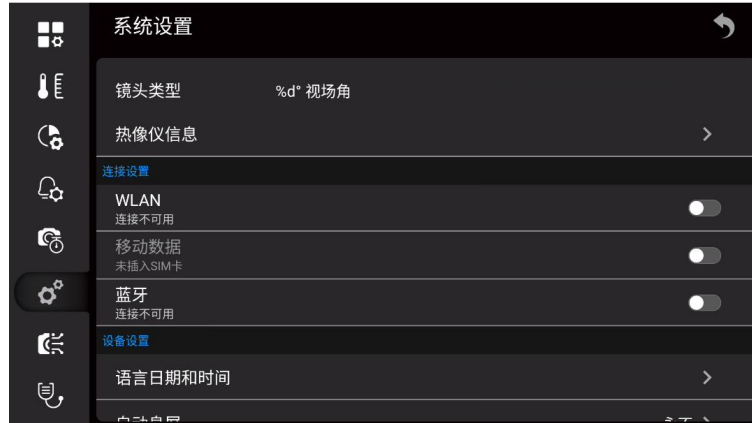 系统设置
镜头类型 %d° 视场角
热像仪信息
连接设置
WLAN
连接不可用
移动数据
未插入SIM卡
蓝牙
连接不可用
设备设置
语言日期和时间